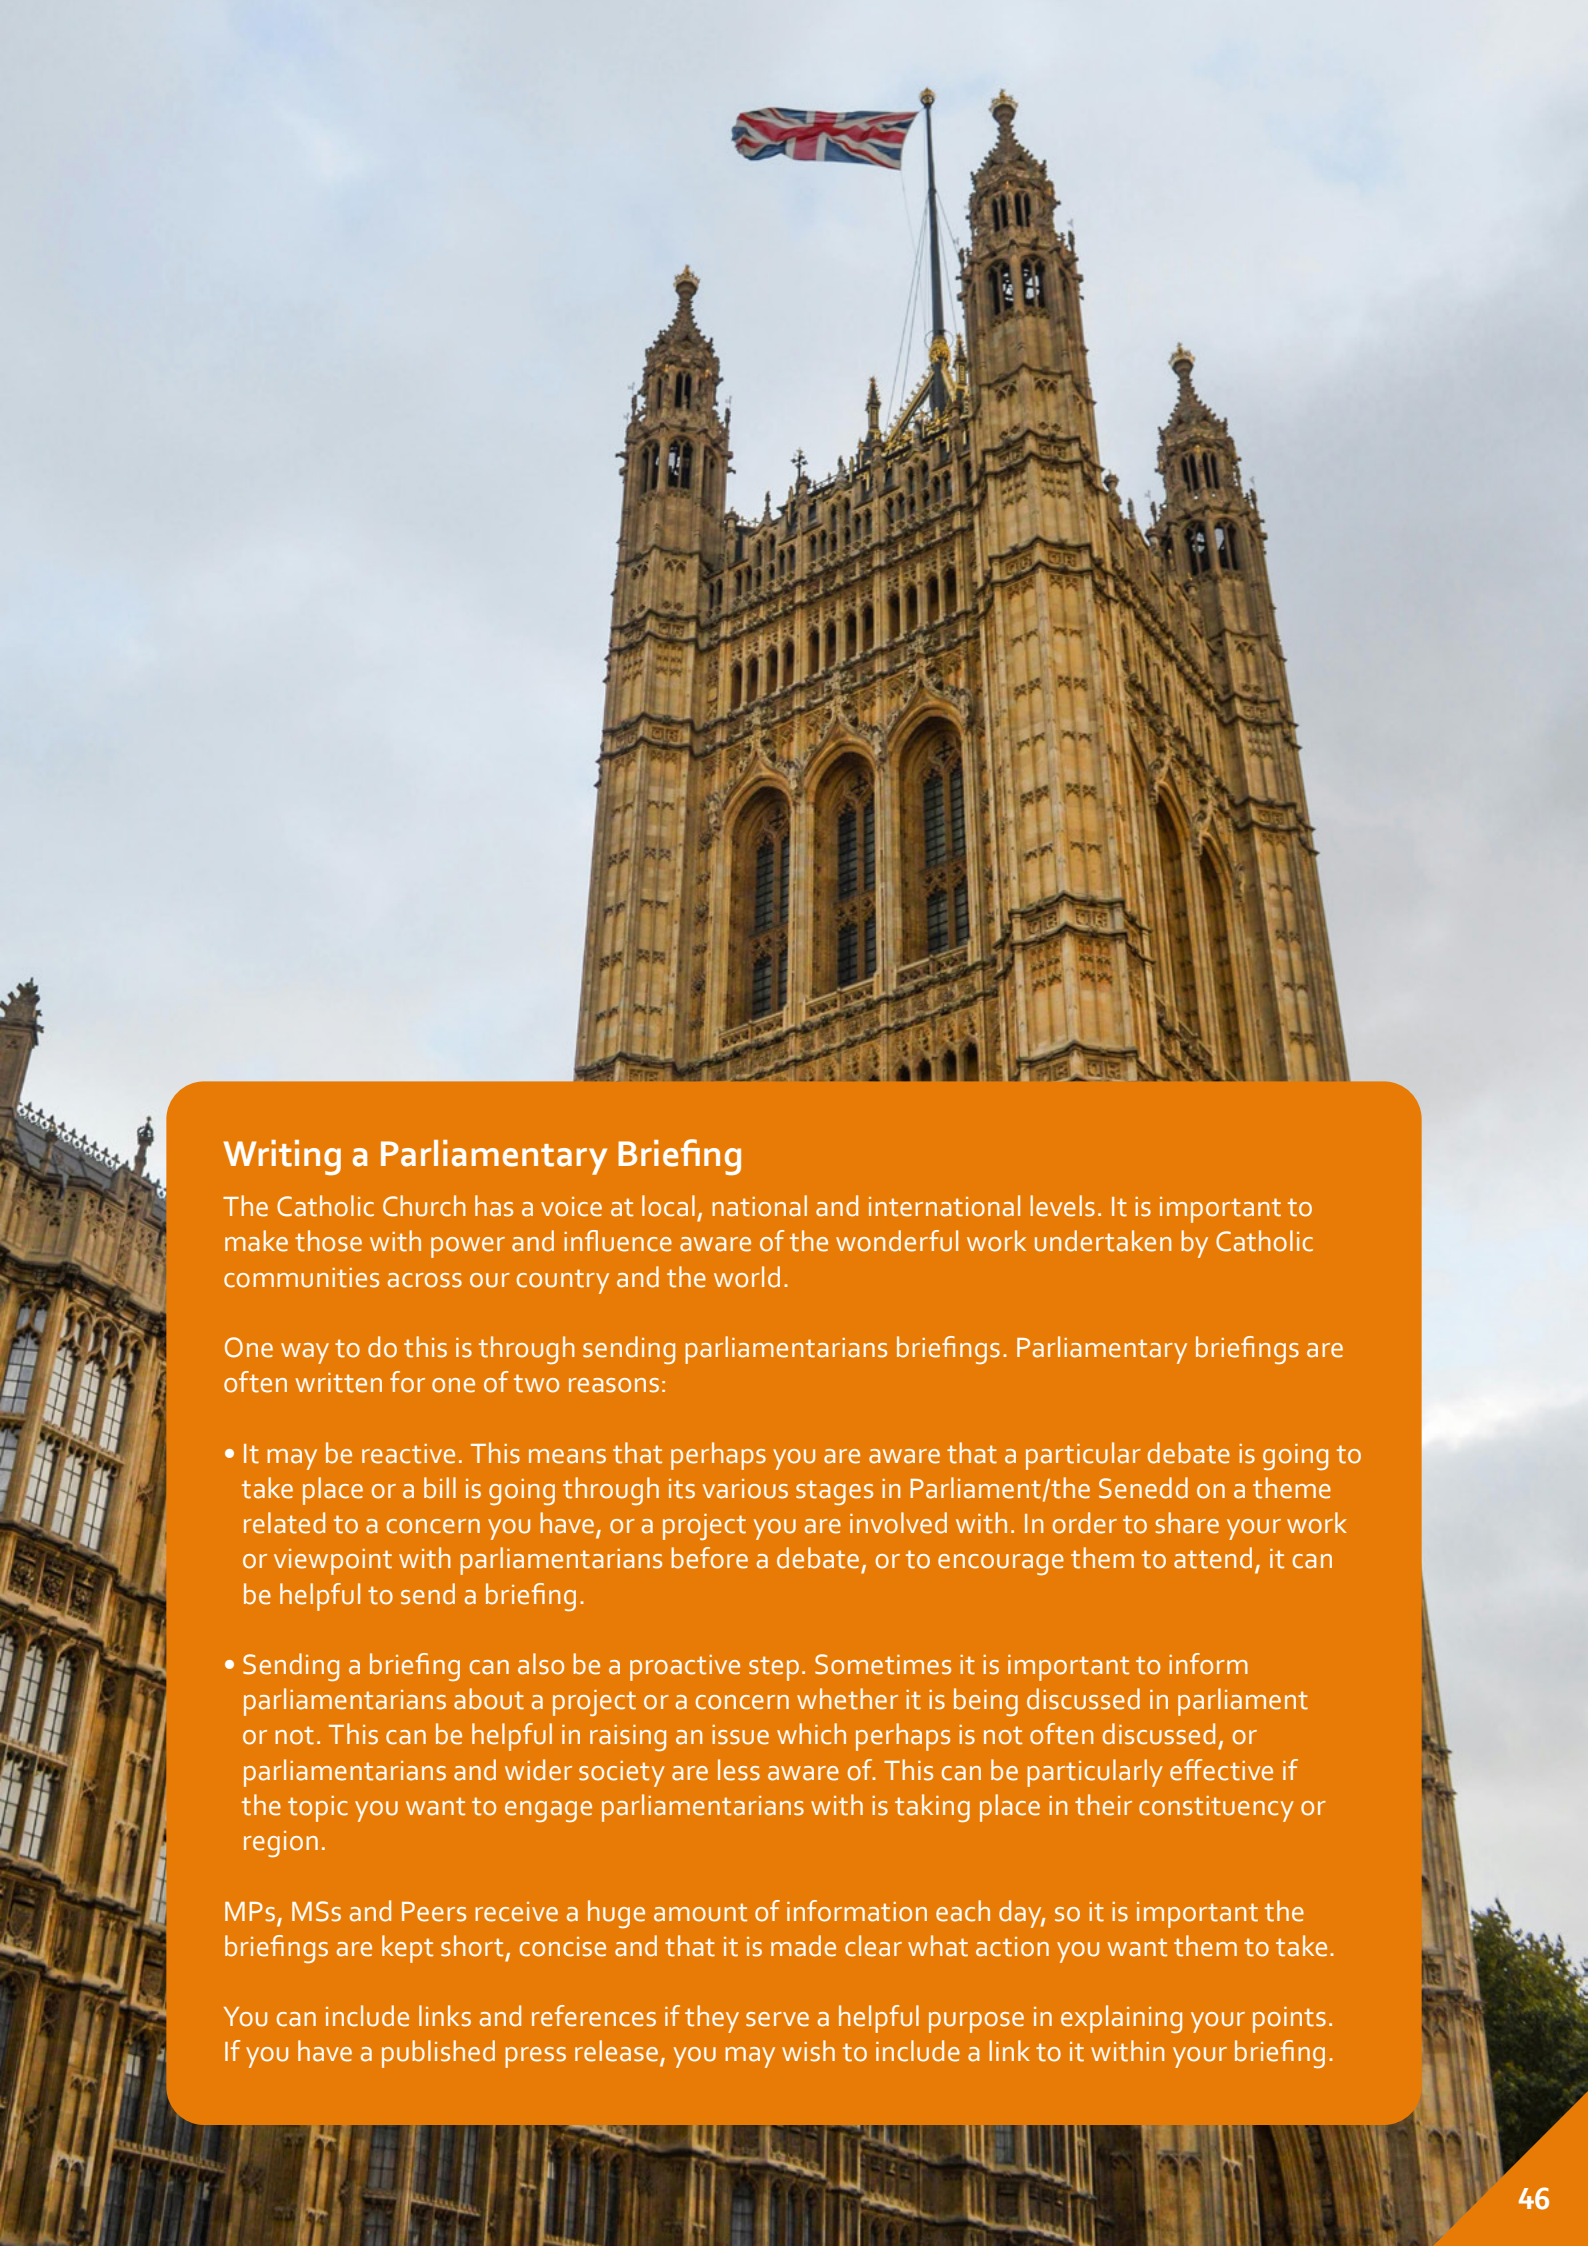 Writing a Parliamentary Briefing
The Catholic Church has a voice at local, national and international levels. It is important to
make those with power and influence aware of the wonderful work undertaken by Catholic
communities across our country and the world.
One way to do this is through sending parliamentarians briefings. Parliamentary briefings are
often written for one of two reasons:
• It may be reactive. This means that perhaps you are aware that a particular debate is going to
take place or a bill is going through its various stages in Parliament/the Senedd on a theme
related to a concern you have, or a project you are involved with. In order to share your work
or viewpoint with parliamentarians before a debate, or to encourage them to attend, it can
be helpful to send a briefing.
• Sending a briefing can also be a proactive step. Sometimes it is important to inform
parliamentarians about a project or a concern whether it is being discussed in parliament
or not. This can be helpful in raising an issue which perhaps is not often discussed, or
parliamentarians and wider society are less aware of. This can be particularly effective if
the topic you want to engage parliamentarians with is taking place in their constituency or
region.
MPs, MSs and Peers receive a huge amount of information each day, so it is important the
briefings are kept short, concise and that it is made clear what action you want them to take.
You can include links and references if they serve a helpful purpose in explaining your points.
If you have a published press release, you may wish to include a link to it within your briefing.
46